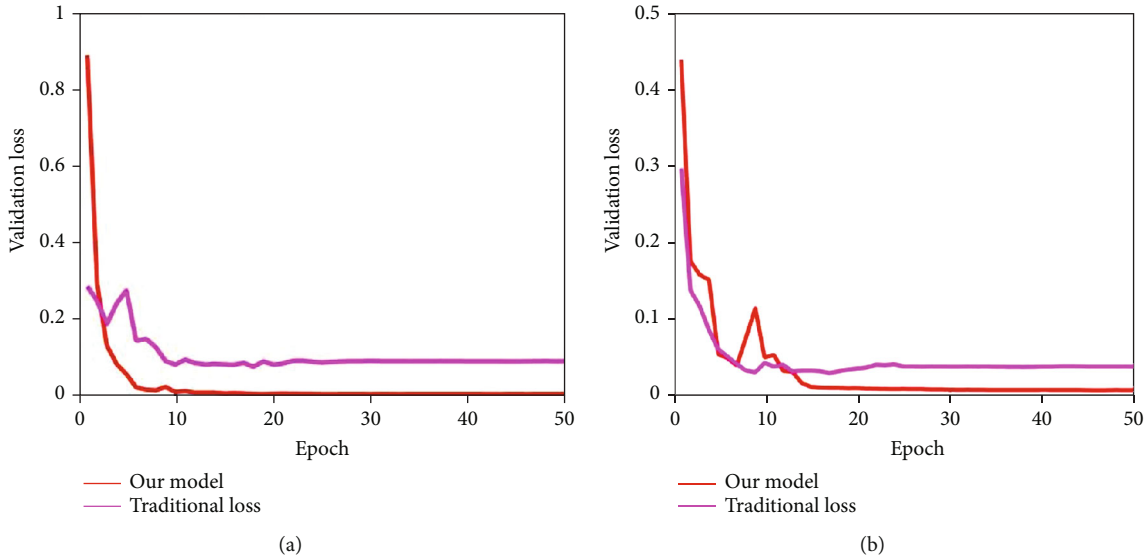 1
0.8
0.6
0.4
0.2
0
Validation loss
0 10 20 30 40 50
Epoch
Our model
Traditional loss
(a)
0.5
0.4
0.3
0.2
0.1
0
Validation loss
0 10 20 30 40 50
Epoch
Our model
Traditional loss
(b)